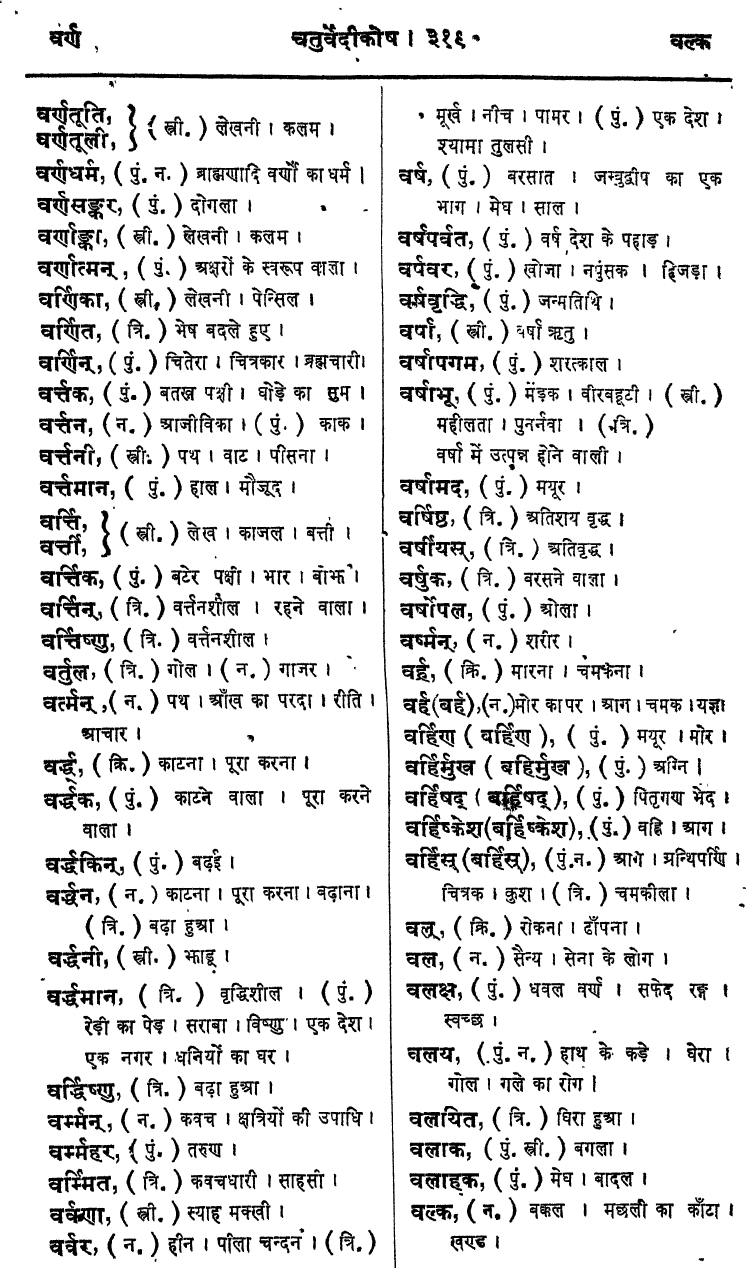 वर्ण चतुर्वेदीकोष । ३१९ वल्क
वर्णतूति,
वर्णतूली, } ( स्त्री. ) लेखनी । कलम ।
वर्णधर्म, ( पुं. न. ) ब्राह्मणादि वर्णों का धर्म ।
वर्णसङ्कर, ( पुं. ) दोगला ।
वर्णाङ्का, ( स्त्री. ) लेखनी । कलम ।
वर्णात्मन् , ( पुं. ) अक्षरों के स्वरूप वाला ।
वर्णिका, ( स्त्री. ) लेखनी । पेन्सिल ।
वर्णित, ( त्रि. ) भेष बदले हुए ।
वर्णिन्, ( पुं. ) चितेरा । चित्रकार । ब्रह्मचारी।
वर्त्तक, ( पुं. ) बतख पक्षी । घोड़े का सुम ।
वर्त्तन, ( न. ) आजीविका । ( पुं. ) काक ।
वर्त्तनी, ( स्त्री. ) पथ । वाट । पीसना ।
वर्त्तमान, ( पुं. ) हाल । मौजूद ।
वर्त्ति,
वर्त्ती, } ( स्त्री. ) लेख । काजल । बत्ती ।
वर्त्तिक, ( पुं. ) बटेर पक्षी । भार । बोझ ।
वर्त्तिन्, ( त्रि. ) वर्त्तनशील । रहने वाला ।
वर्त्तिष्णु, ( त्रि. ) वर्त्तनशील ।
वर्तुल, ( त्रि. ) गोल । ( न. ) गाजर ।
वर्त्मन् , ( न. ) पथ । आँख का परदा । रीति ।
आचार ।
वर्द्ध, ( क्रि. ) काटना । पूरा करना ।
वर्द्धक, ( पुं. ) काटने वाला । पूरा करने
वाला ।
वर्द्धकिन्, ( पुं. ) बढ़ई ।
वर्द्धन, ( न. ) काटना । पूरा करना । बढ़ाना ।
( त्रि. ) बढ़ा हुआ ।
वर्द्धनी, ( स्त्री. ) झाड़ू ।
वर्द्धमान, ( त्रि. ) वृद्धिशील । ( पुं. )
रेड़ी का पेड़ । सराबा । विष्णु । एक देश ।
एक नगर । धनियों का घर ।
वर्द्धिष्णु, ( त्रि. ) बढ़ा हुआ ।
वर्म्मन्, ( न. ) कवच । क्षत्रियों की उपाधि ।
वर्म्महर, ( पुं. ) तरुण ।
वर्म्मित, ( त्रि. ) कवचधारी । साहसी ।
वर्वणा, ( स्त्री. ) स्याह मक्खी ।
वर्वर, ( न. ) हीन । पीला चन्दन । ( त्रि. )
मूर्ख । नीच । पामर । ( पुं. ) एक देश ।
श्यामा तुलसी ।
वर्ष, ( पुं. ) बरसात । जम्बुद्वीप का एक
भाग । मेघ । साल ।
वर्षपर्वत, ( पुं. ) वर्ष देश के पहाड़ ।
वर्षवर, ( पुं. ) खोजा । नपुंसक । हिजड़ा ।
वर्षवृद्धि, ( पुं. ) जन्मतिथि ।
वर्षा, ( स्त्री. ) वर्षा ऋतु ।
वर्षापगम, ( पुं. ) शरत्काल ।
वर्षाभू, ( पुं. ) मेंड़क । वीरबहूटी । ( स्त्री. )
महीलता । पुनर्नवा । ( त्रि. )
वर्षा में उत्पन्न होने वाली ।
वर्षामद, ( पुं. ) मयूर ।
वर्षिष्ठ, ( त्रि. ) अतिशय वृद्ध ।
वर्षीयस्, ( त्रि. ) अतिवृद्ध ।
वर्षुक, ( त्रि. ) बरसने वाला ।
वर्षोपल, ( पुं. ) ओला ।
वर्ष्मन्, ( न. ) शरीर ।
वर्ह, ( क्रि. ) मारना । चमकना ।
वर्ह (बर्ह), (न.) मोर का पर । आग । चमक । यज्ञ।
वर्हिण ( बर्हिण ), ( पुं. ) मयूर । मोर ।
वर्हिर्मुख ( बहिर्मुख ), ( पुं. ) अग्नि ।
वर्हिषद् ( बर्हिषद् ), ( पुं. ) पितृगण भेद ।
वर्हिष्केश (बर्हिष्केश), (पुं.) वह्नि । आग ।
वर्हिस् (बर्हिस्), (पुं.न.) आग । ग्रन्थिपर्णि
चित्रक । कुश । ( त्रि. ) चमकीला ।
वल्, ( क्रि. ) रोकना । ढाँपना ।
वल, ( न. ) सैन्य । सेना के लोग ।
वलक्ष, ( पुं. ) धवल वर्ण । सफेद रङ्ग ।
स्वच्छ ।
वलय, ( पुं. न. ) हाथ के कड़े । घेरा ।
गोल । गले का रोग ।
वलयित, ( त्रि. ) घिरा हुआ ।
वलाक, ( पुं. स्त्री. ) बगला ।
वलाहक, ( पुं. ) मेघ । बादल ।
वल्क, ( न. ) बकल । मछली का काँटा ।
खण्ड ।